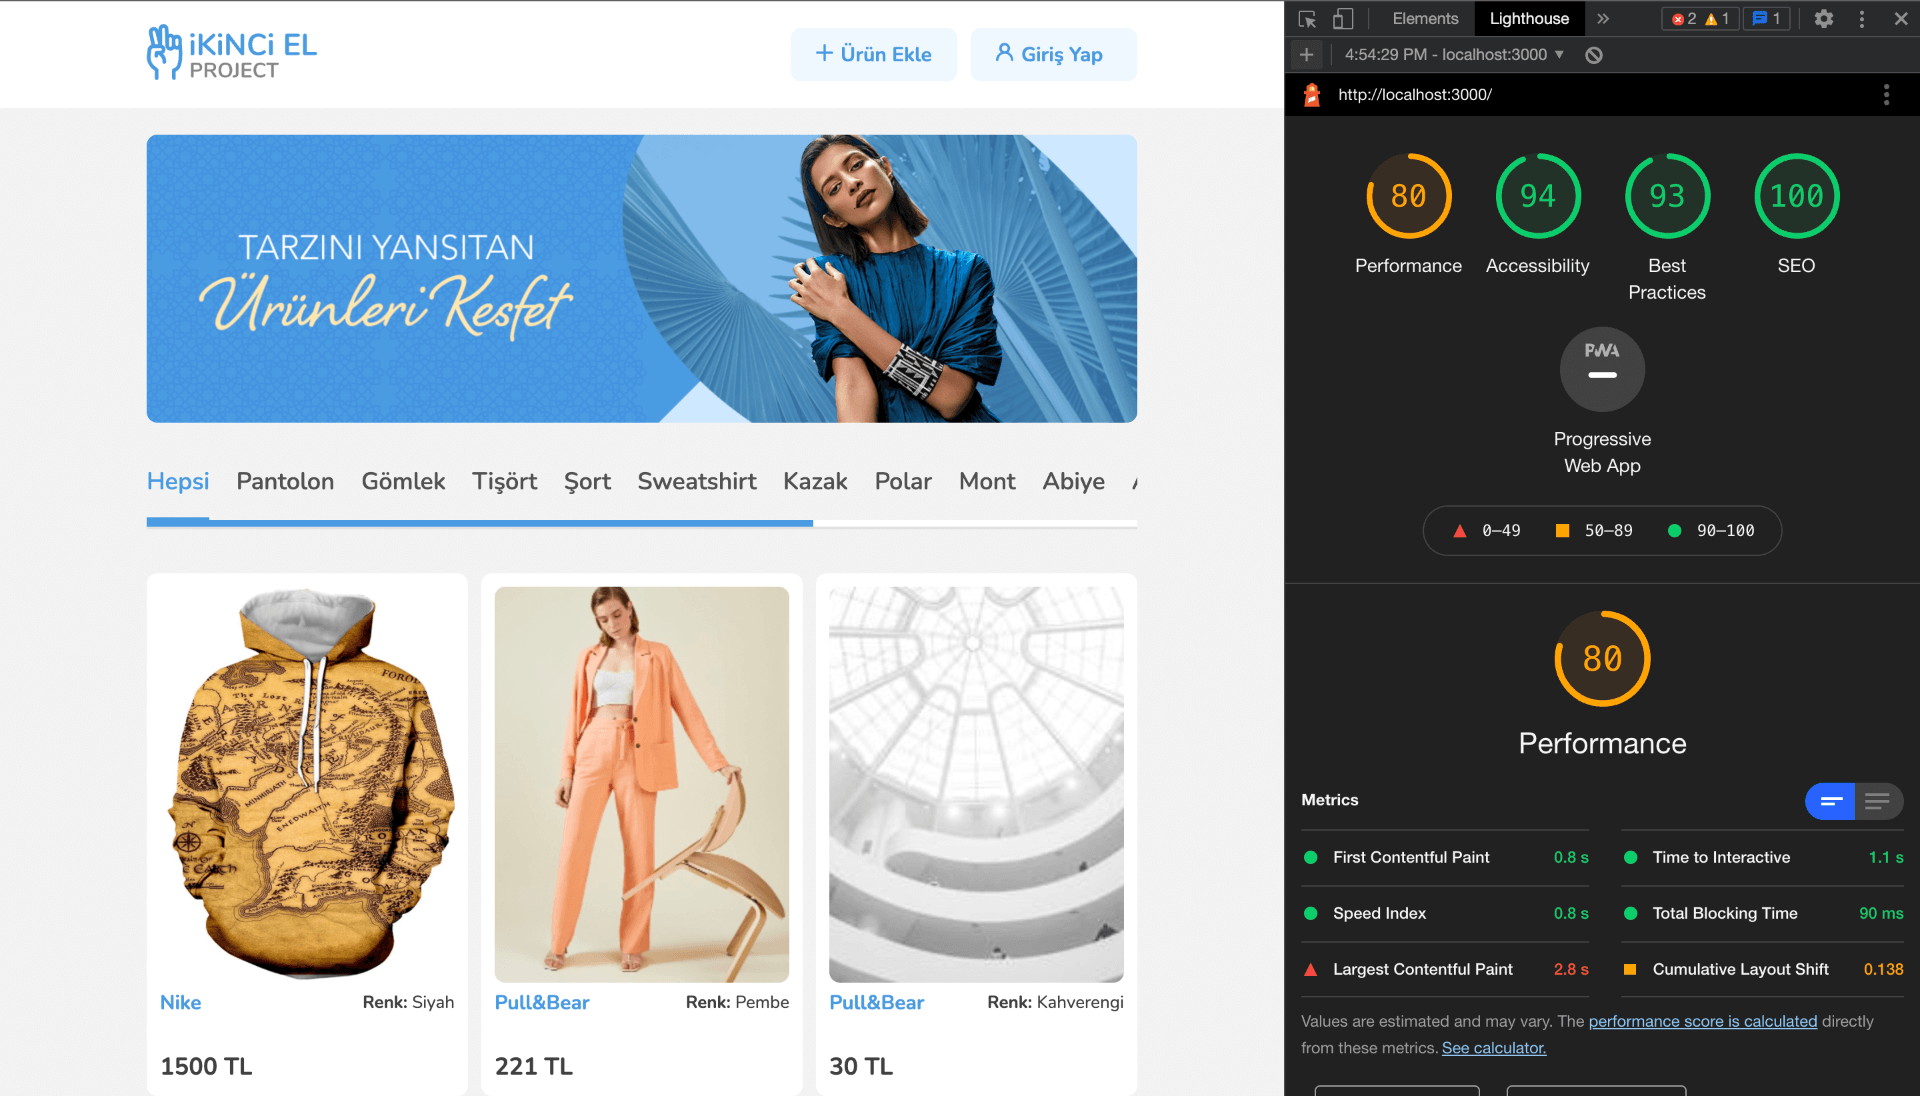 iKiNCi EL
PROJECT
Ürün Ekle
Giriş Yap
TARZINI YANSITAN
Ürünleri Kesfet
Hepsi Pantolon Gömlek Tişört Şort Sweatshirt Kazak Polar Mont Abiye
Nike Renk: Siyah
1500 TL
Pull&Bear Renk: Pembe
221 TL
Pull&Bear Renk: Kahverengi
30 TL
Elements Lighthouse 2 1 1
4:54:29 PM - localhost:3000
http://localhost:3000/
80 94 93 100
Performance Accessibility Best Practices SEO
PWA
Progressive
Web App
0–49 50–89 90–100
80
Performance
Metrics
First Contentful Paint 0.8 s
Time to Interactive 1.1 s
Speed Index 0.8 s
Total Blocking Time 90 ms
Largest Contentful Paint 2.8 s
Cumulative Layout Shift 0.138
Values are estimated and may vary. The performance score is calculated directly
from these metrics. See calculator.